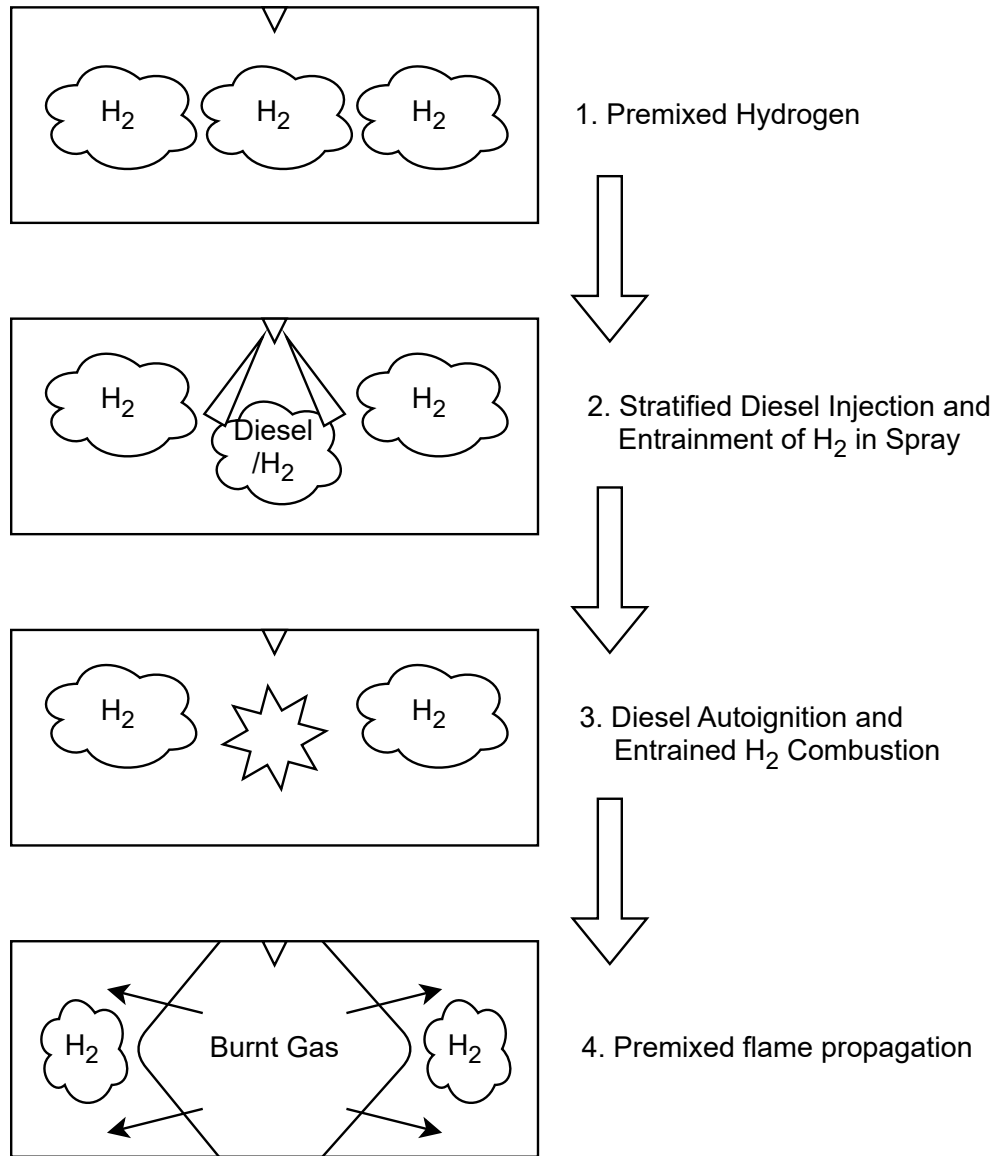 H₂ H₂ H₂
1. Premixed Hydrogen
H₂ Diesel /H₂ H₂
2. Stratified Diesel Injection and
Entrainment of H₂ in Spray
H₂ H₂
3. Diesel Autoignition and
Entrained H₂ Combustion
H₂ Burnt Gas H₂
4. Premixed flame propagation